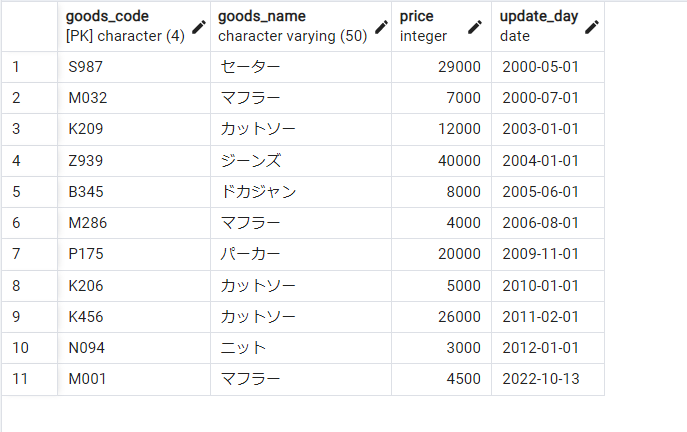 goods_code goods_name price update_day
[PK] character (4) character varying (50) integer date
1 S987 セーター 29000 2000-05-01
2 M032 マフラー 7000 2000-07-01
3 K209 カットソー 12000 2003-01-01
4 Z939 ジーンズ 40000 2004-01-01
5 B345 ドカジャン 8000 2005-06-01
6 M286 マフラー 4000 2006-08-01
7 P175 パーカー 20000 2009-11-01
8 K206 カットソー 5000 2010-01-01
9 K456 カットソー 26000 2011-02-01
10 N094 ニット 3000 2012-01-01
11 M001 マフラー 4500 2022-10-13